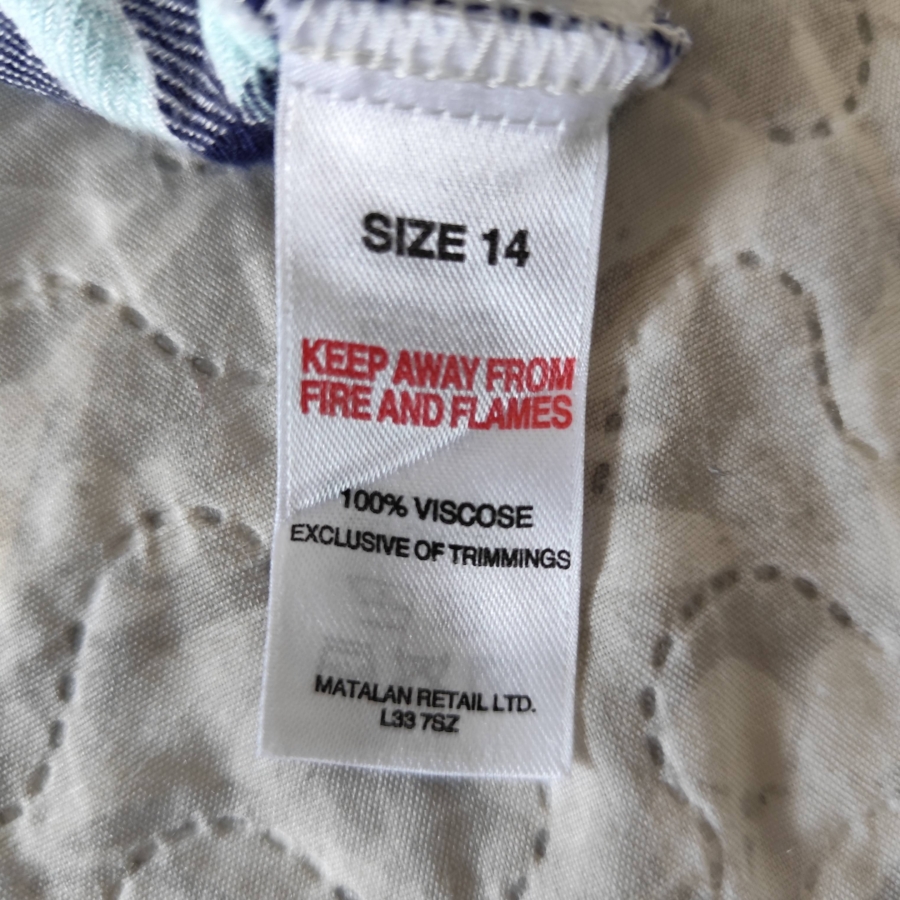 SIZE 14
KEEP AWAY FROM
FIRE AND FLAMES
100% VISCOSE
EXCLUSIVE OF TRIMMINGS
MATALAN RETAIL LTD.
L33 7SZ